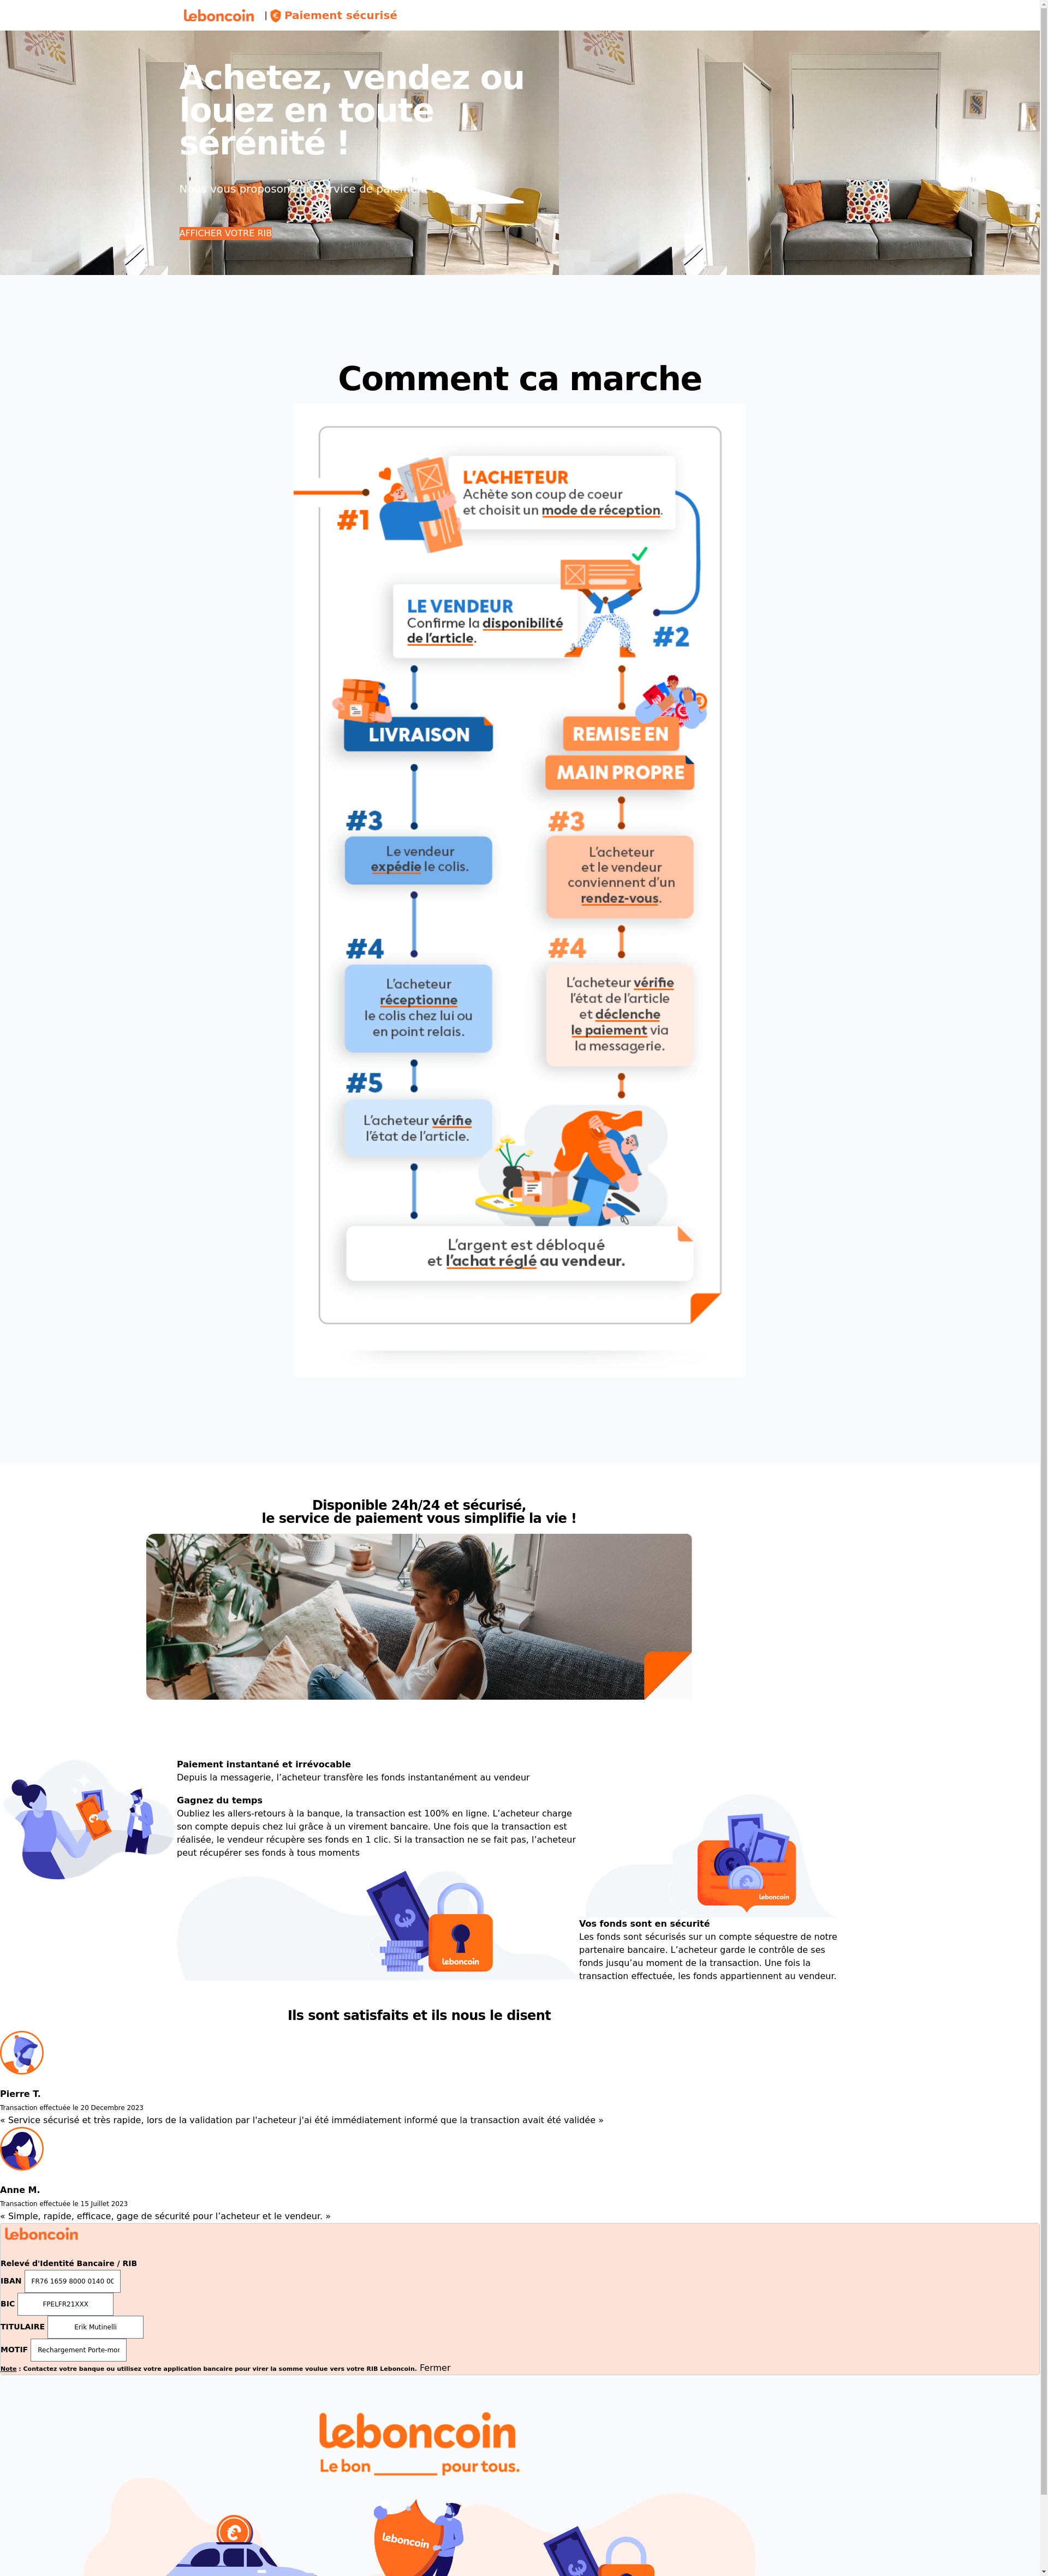 leboncoin | Paiement sécurisé
Achetez, vendez ou
louez en toute
sérénité !
Nous vous proposons un service de paiement
AFFICHER VOTRE RIB
Comment ca marche
L'ACHETEUR
Achète son coup de coeur
et choisit un mode de réception.
#1
LE VENDEUR
Confirme la disponibilité
de l'article.
#2
LIVRAISON
REMISE EN
MAIN PROPRE
#3
Le vendeur
expédie le colis.
#3
L'acheteur
et le vendeur
conviennent d'un
rendez-vous.
#4
L'acheteur
réceptionne
le colis chez lui ou
en point relais.
#4
L'acheteur vérifie
l'état de l'article
et déclenche
le paiement via
la messagerie.
#5
L'acheteur vérifie
l'état de l'article.
L'argent est débloqué
et l'achat réglé au vendeur.
Disponible 24h/24 et sécurisé,
le service de paiement vous simplifie la vie !
Paiement instantané et irrévocable
Depuis la messagerie, l’acheteur transfère les fonds instantanément au vendeur
Gagnez du temps
Oubliez les allers-retours à la banque, la transaction est 100% en ligne. L’acheteur charge
son compte depuis chez lui grâce à un virement bancaire. Une fois que la transaction est
réalisée, le vendeur récupère ses fonds en 1 clic. Si la transaction ne se fait pas, l’acheteur
peut récupérer ses fonds à tous moments
leboncoin
leboncoin
Vos fonds sont en sécurité
Les fonds sont sécurisés sur un compte séquestre de notre
partenaire bancaire. L’acheteur garde le contrôle de ses
fonds jusqu’au moment de la transaction. Une fois la
transaction effectuée, les fonds appartiennent au vendeur.
Ils sont satisfaits et ils nous le disent
Pierre T.
Transaction effectuée le 20 Decembre 2023
« Service sécurisé et très rapide, lors de la validation par l'acheteur j'ai été immédiatement informé que la transaction avait été validée »
Anne M.
Transaction effectuée le 15 Juillet 2023
« Simple, rapide, efficace, gage de sécurité pour l’acheteur et le vendeur. »
leboncoin
Relevé d'Identité Bancaire / RIB
IBAN FR76 1659 8000 0140 00
BIC FPELFR21XXX
TITULAIRE Erik Mutinelli
MOTIF Rechargement Porte-mon
Note : Contactez votre banque ou utilisez votre application bancaire pour virer la somme voulue vers votre RIB Leboncoin. Fermer
leboncoin
Le bon ______ pour tous.
leboncoin